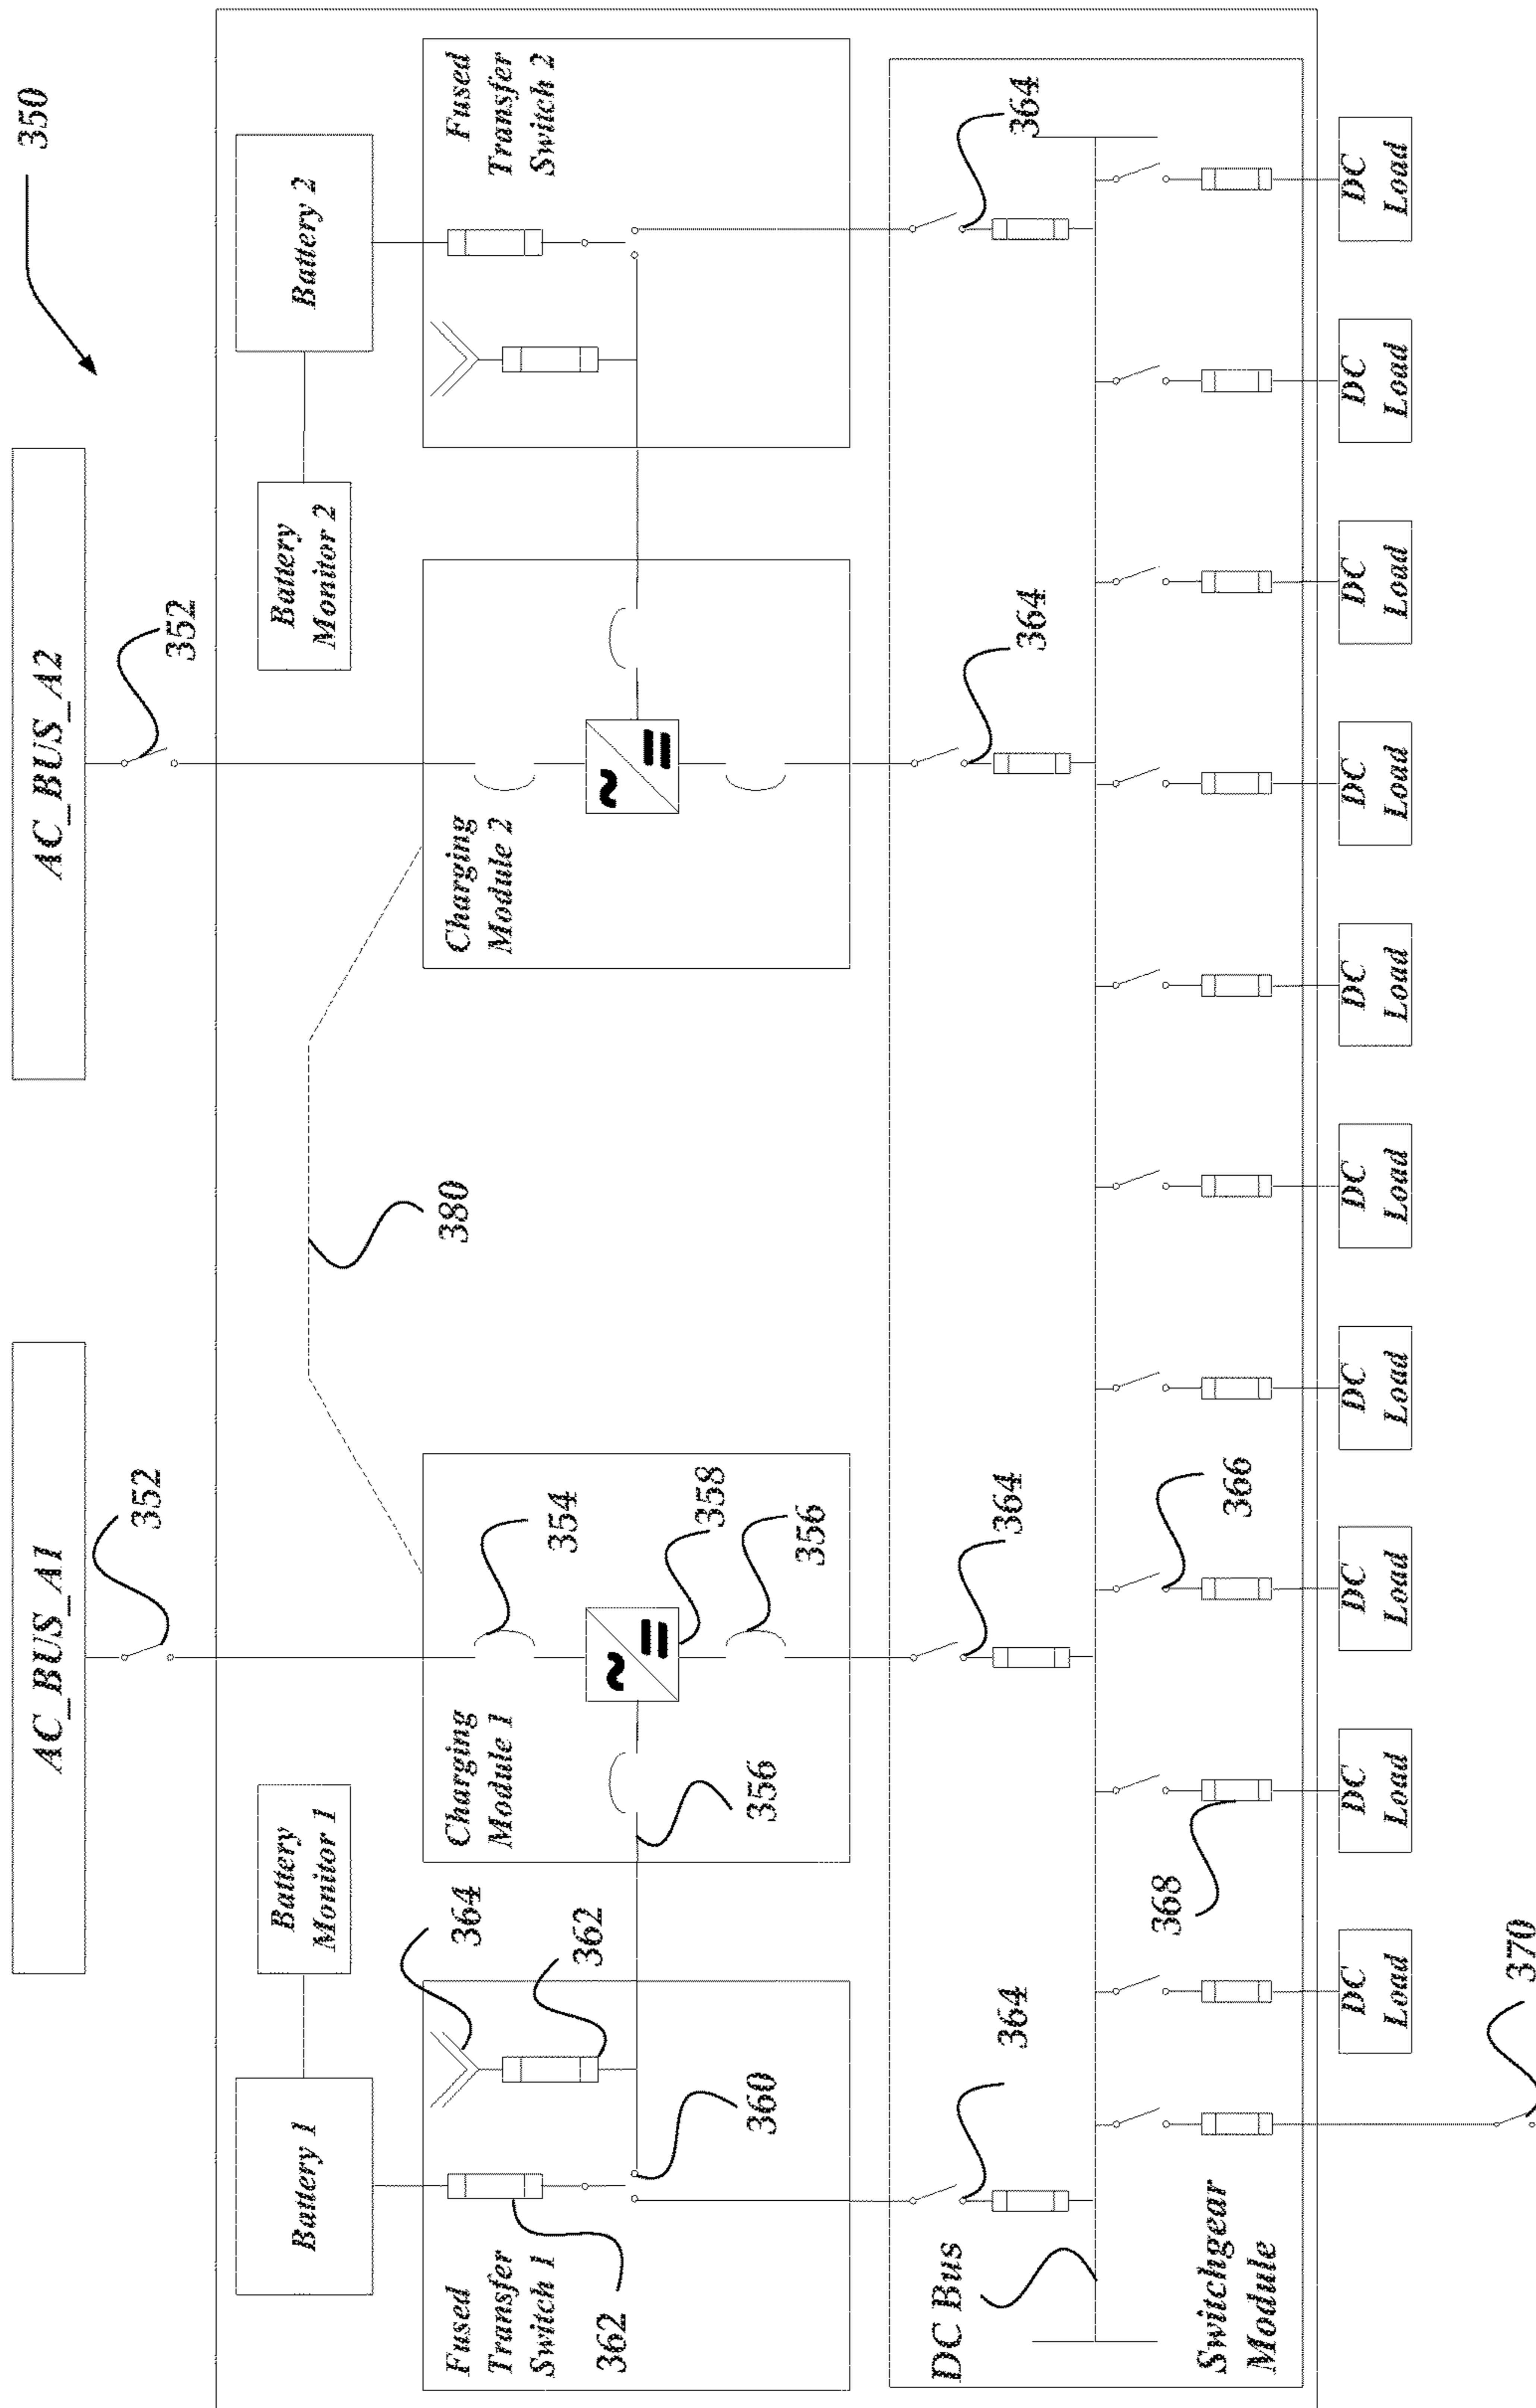 350
AC_BUS_A1
AC_BUS_A2
352
352
Battery 1
Battery
Monitor 1
Battery
Monitor 2
Battery 2
380
Fused
Transfer
Switch 1
362
364
362
360
Charging
Module 1
354
358
356
356
Charging
Module 2
Fused
Transfer
Switch 2
DC Bus
364
364
364
364
366
368
Switchgear
Module
DC
Load
DC
Load
DC
Load
DC
Load
DC
Load
DC
Load
DC
Load
DC
Load
DC
Load
DC
Load
370